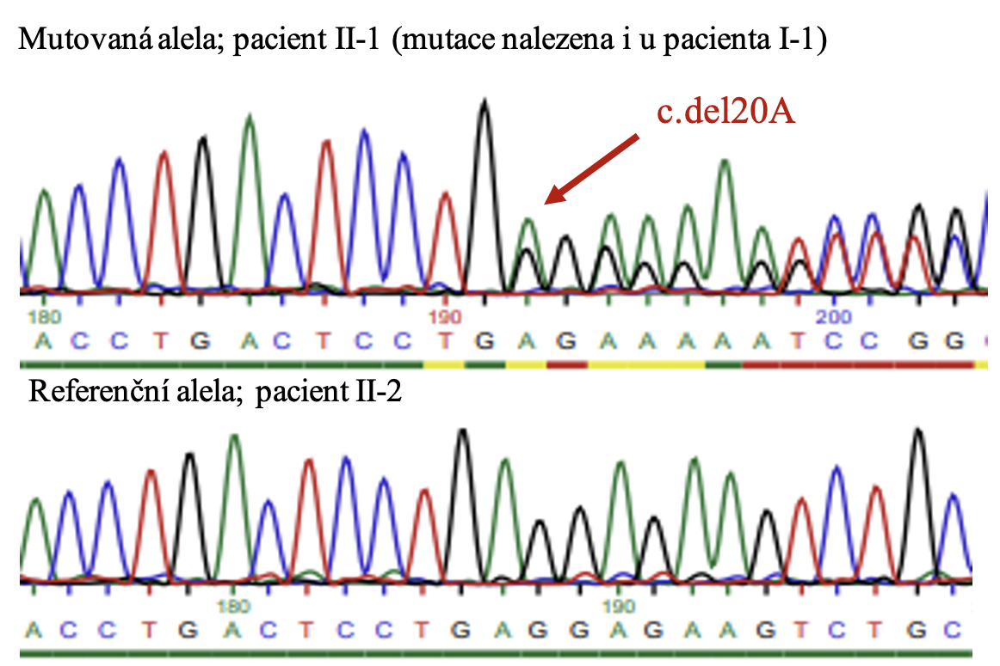 Mutovaná alela; pacient II-1 (mutace nalezena i u pacienta I-1)
c.del20A
180 190 200
A C C T G A C T C C T G A G A A A A A T C C G G
Referenční alela; pacient II-2
180 190
A C C T G A C T C C T G A G G A G A A G T C T G C